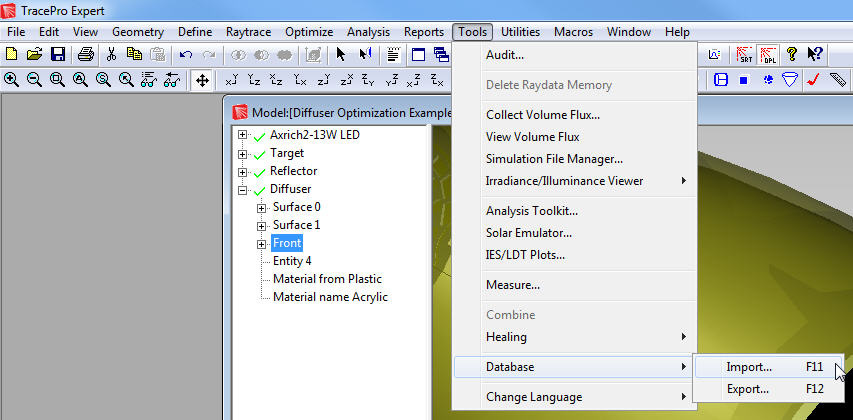 TracePro Expert
File Edit View Geometry Define Raytrace Optimize Analysis Reports Tools Utilities Macros Window Help
Audit...
Delete Raydata Memory
Collect Volume Flux...
View Volume Flux
Simulation File Manager...
Irradiance/Illuminance Viewer
Analysis Toolkit...
Solar Emulator...
IES/LDT Plots...
Measure...
Combine
Healing
Database
Change Language
Import... F11
Export... F12
SRT OPL
Model:[Diffuser Optimization Example
Axrich2-13W LED
Target
Reflector
Diffuser
Surface 0
Surface 1
Front
Entity 4
Material from Plastic
Material name Acrylic